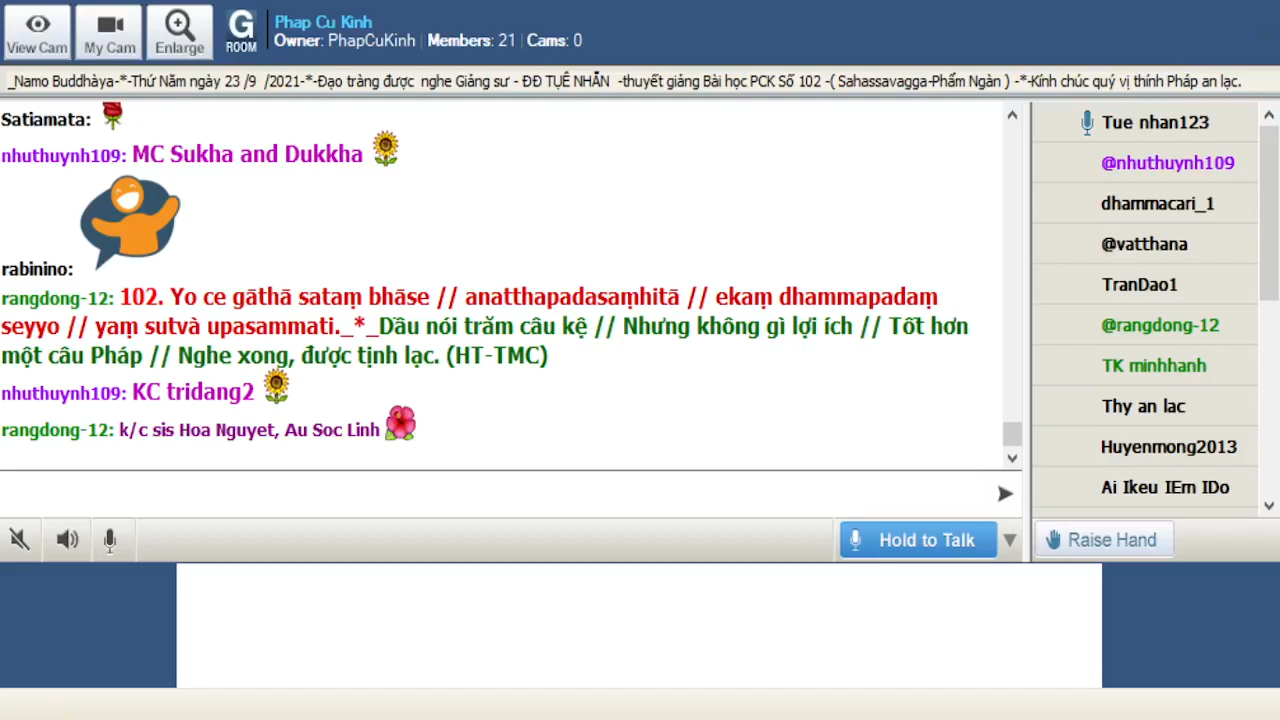 View Cam
My Cam
Enlarge
G
ROOM
Phap Cu Kinh
Owner: PhapCuKinh | Members: 21 | Cams: 0
_Namo Buddhàya-*-Thứ Năm ngày 23 /9 /2021-*-Đạo tràng được nghe Giảng sư - ĐĐ TUỆ NHẪN -thuyết giảng Bài học PCK Số 102 -( Sahassavagga-Phẩm Ngàn ) -*-Kính chúc quý vị thính Pháp an lạc.
Satiamata:
nhuthuynh109: MC Sukha and Dukkha
rabinino:
rangdong-12: 102. Yo ce gāthā sataṃ bhāse // anatthapadasaṃhitā // ekaṃ dhammapadaṃ
seyyo // yaṃ sutvà upasammati._*_Dầu nói trăm câu kệ // Nhưng không gì lợi ích // Tốt hơn
một câu Pháp // Nghe xong, được tịnh lạc. (HT-TMC)
nhuthuynh109: KC tridang2
rangdong-12: k/c sis Hoa Nguyet, Au Soc Linh
Tue nhan123
@nhuthuynh109
dhammacari_1
@vatthana
TranDao1
@rangdong-12
TK minhhanh
Thy an lac
Huyenmong2013
Ai Ikeu IEm IDo
Hold to Talk
Raise Hand